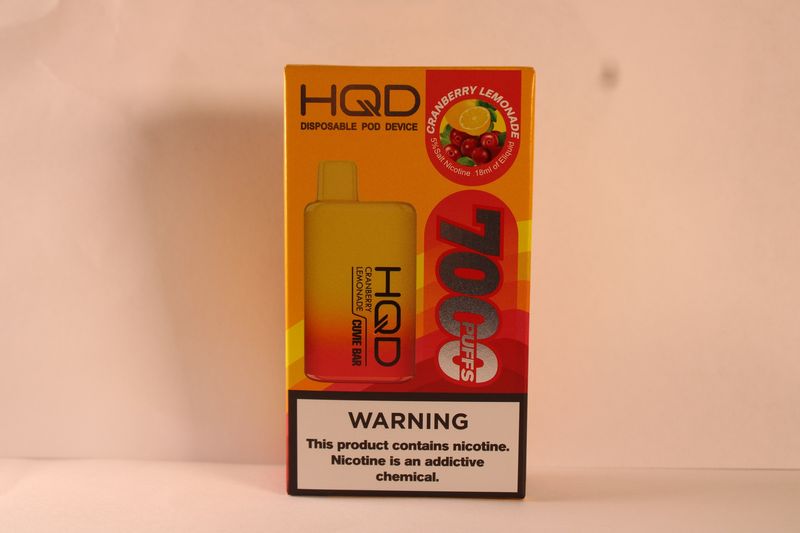 HQD
DISPOSABLE POD DEVICE
CRANBERRY LEMONADE
5%Salt Nicotine 18ml of Eliquid
7000
PUFFS
HQD
CRANBERRY
LEMONADE
CUVIE BAR
WARNING
This product contains nicotine.
Nicotine is an addictive
chemical.